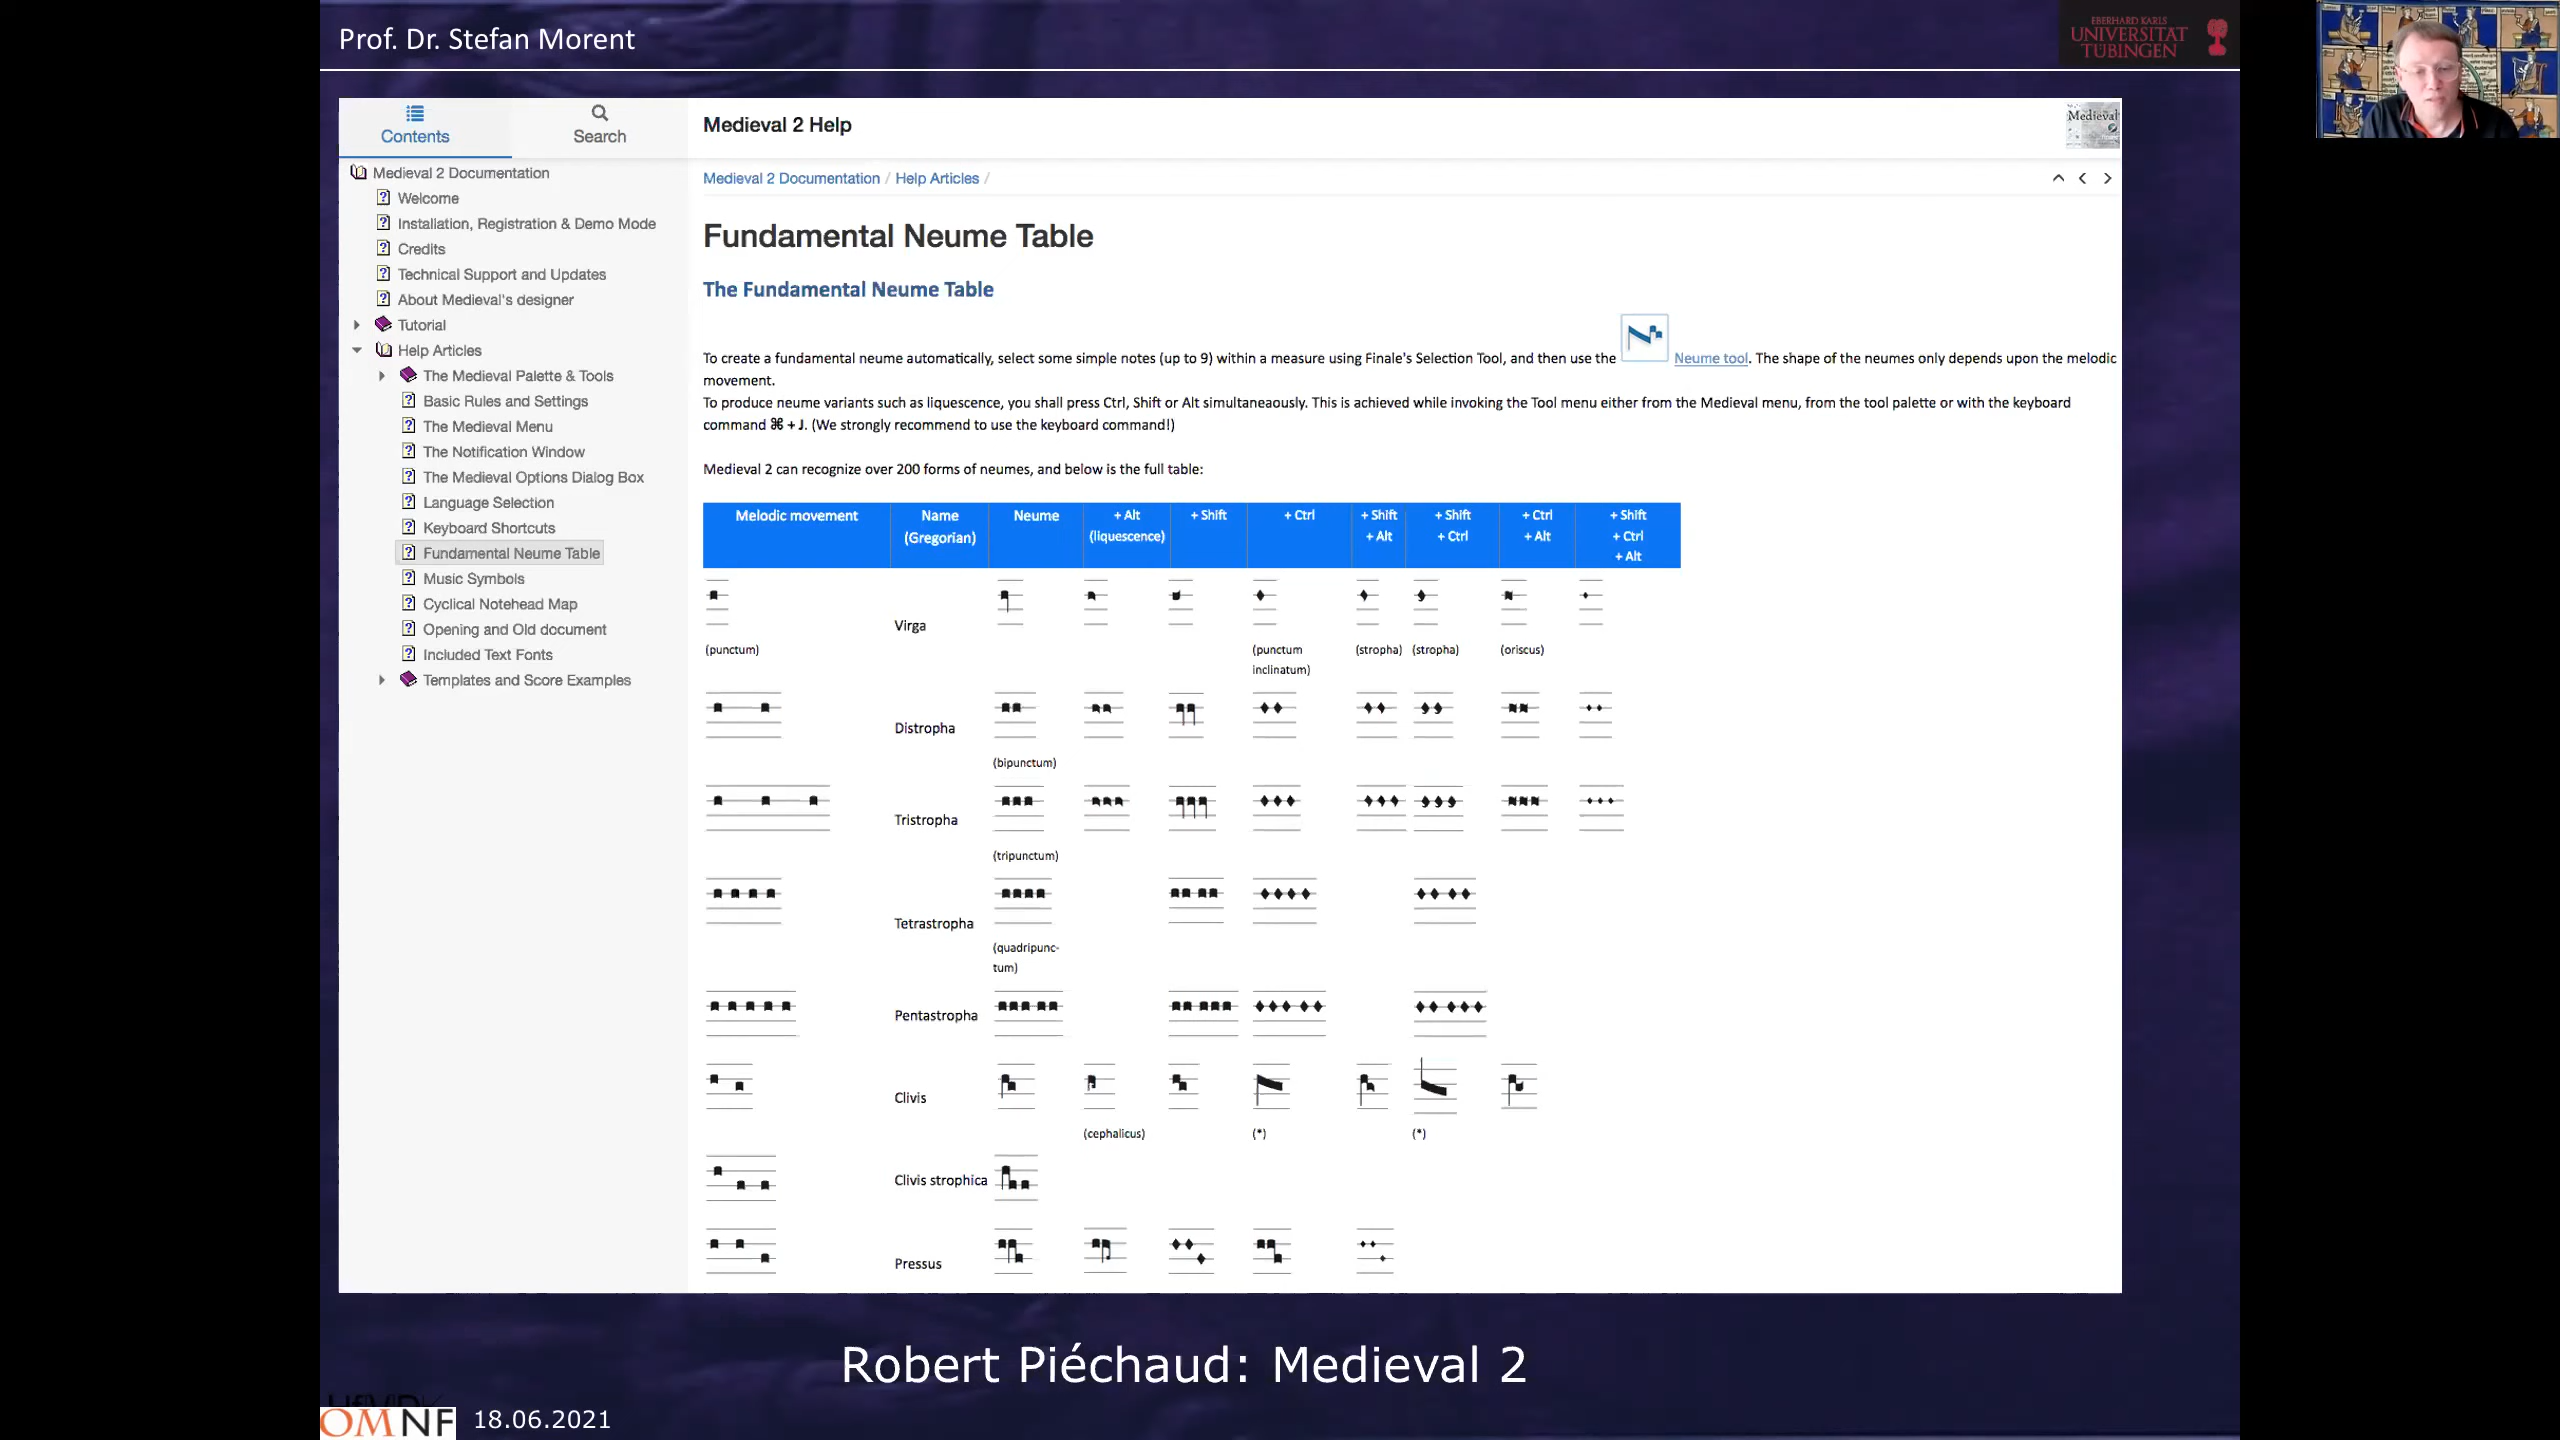 Prof. Dr. Stefan Morent
EBERHARD KARLS
UNIVERSITÄT
TÜBINGEN
Contents
Search
Medieval 2 Help
Medieval
Medieval 2 Documentation
Welcome
Installation, Registration & Demo Mode
Credits
Technical Support and Updates
About Medieval's designer
Tutorial
Help Articles
The Medieval Palette & Tools
Basic Rules and Settings
The Medieval Menu
The Notification Window
The Medieval Options Dialog Box
Language Selection
Keyboard Shortcuts
Fundamental Neume Table
Music Symbols
Cyclical Notehead Map
Opening and Old document
Included Text Fonts
Templates and Score Examples
Medieval 2 Documentation / Help Articles /
Fundamental Neume Table
The Fundamental Neume Table
To create a fundamental neume automatically, select some simple notes (up to 9) within a measure using Finale's Selection Tool, and then use the Neume tool. The shape of the neumes only depends upon the melodic
movement.
To produce neume variants such as liquescence, you shall press Ctrl, Shift or Alt simultaneaously. This is achieved while invoking the Tool menu either from the Medieval menu, from the tool palette or with the keyboard
command ⌘ + J. (We strongly recommend to use the keyboard command!)
Medieval 2 can recognize over 200 forms of neumes, and below is the full table:
Melodic movement Name Neume + Alt + Shift + Ctrl + Shift + Shift + Ctrl + Shift
(Gregorian) (liquescence) + Alt + Ctrl + Alt + Ctrl
+ Alt
Virga
(punctum) (punctum (stropha) (stropha) (oriscus)
inclinatum)
Distropha
(bipunctum)
Tristropha
(tripunctum)
Tetrastropha
(quadripunc-
tum)
Pentastropha
Clivis
(cephalicus) (*) (*)
Clivis strophica
Pressus
Robert Piéchaud: Medieval 2
OMNF 18.06.2021